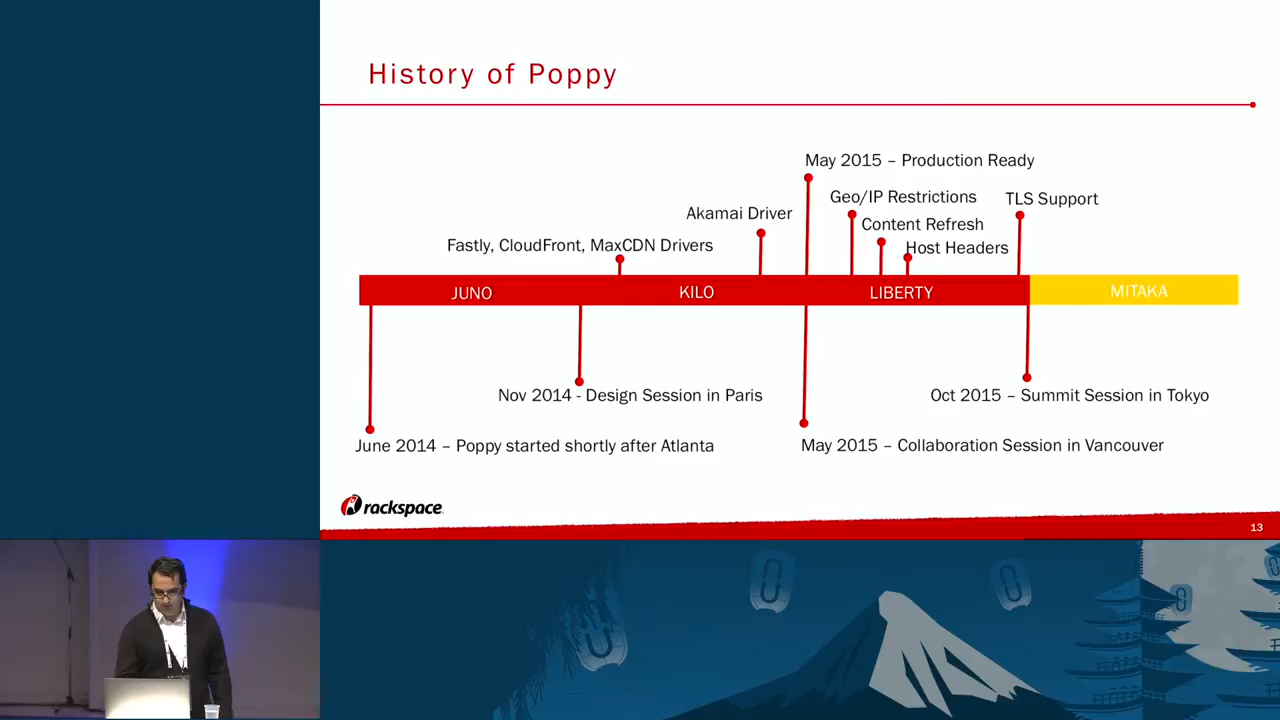 History of Poppy
May 2015 – Production Ready
Geo/IP Restrictions
TLS Support
Akamai Driver
Content Refresh
Fastly, CloudFront, MaxCDN Drivers
Host Headers
JUNO
KILO
LIBERTY
MITAKA
Nov 2014 - Design Session in Paris
Oct 2015 – Summit Session in Tokyo
June 2014 – Poppy started shortly after Atlanta
May 2015 – Collaboration Session in Vancouver
rackspace
13